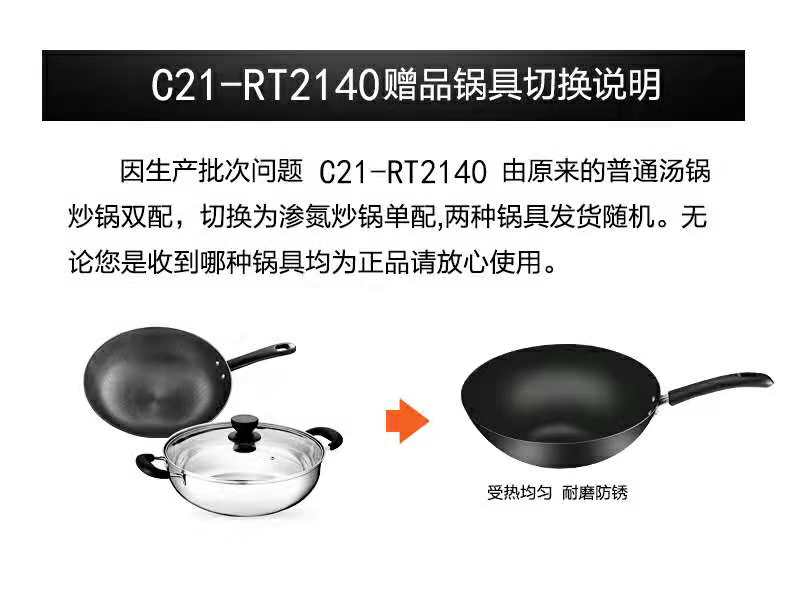 C21-RT2140赠品锅具切换说明
因生产批次问题 C21-RT2140 由原来的普通汤锅
炒锅双配，切换为渗氮炒锅单配,两种锅具发货随机。无
论您是收到哪种锅具均为正品请放心使用。
受热均匀 耐磨防锈